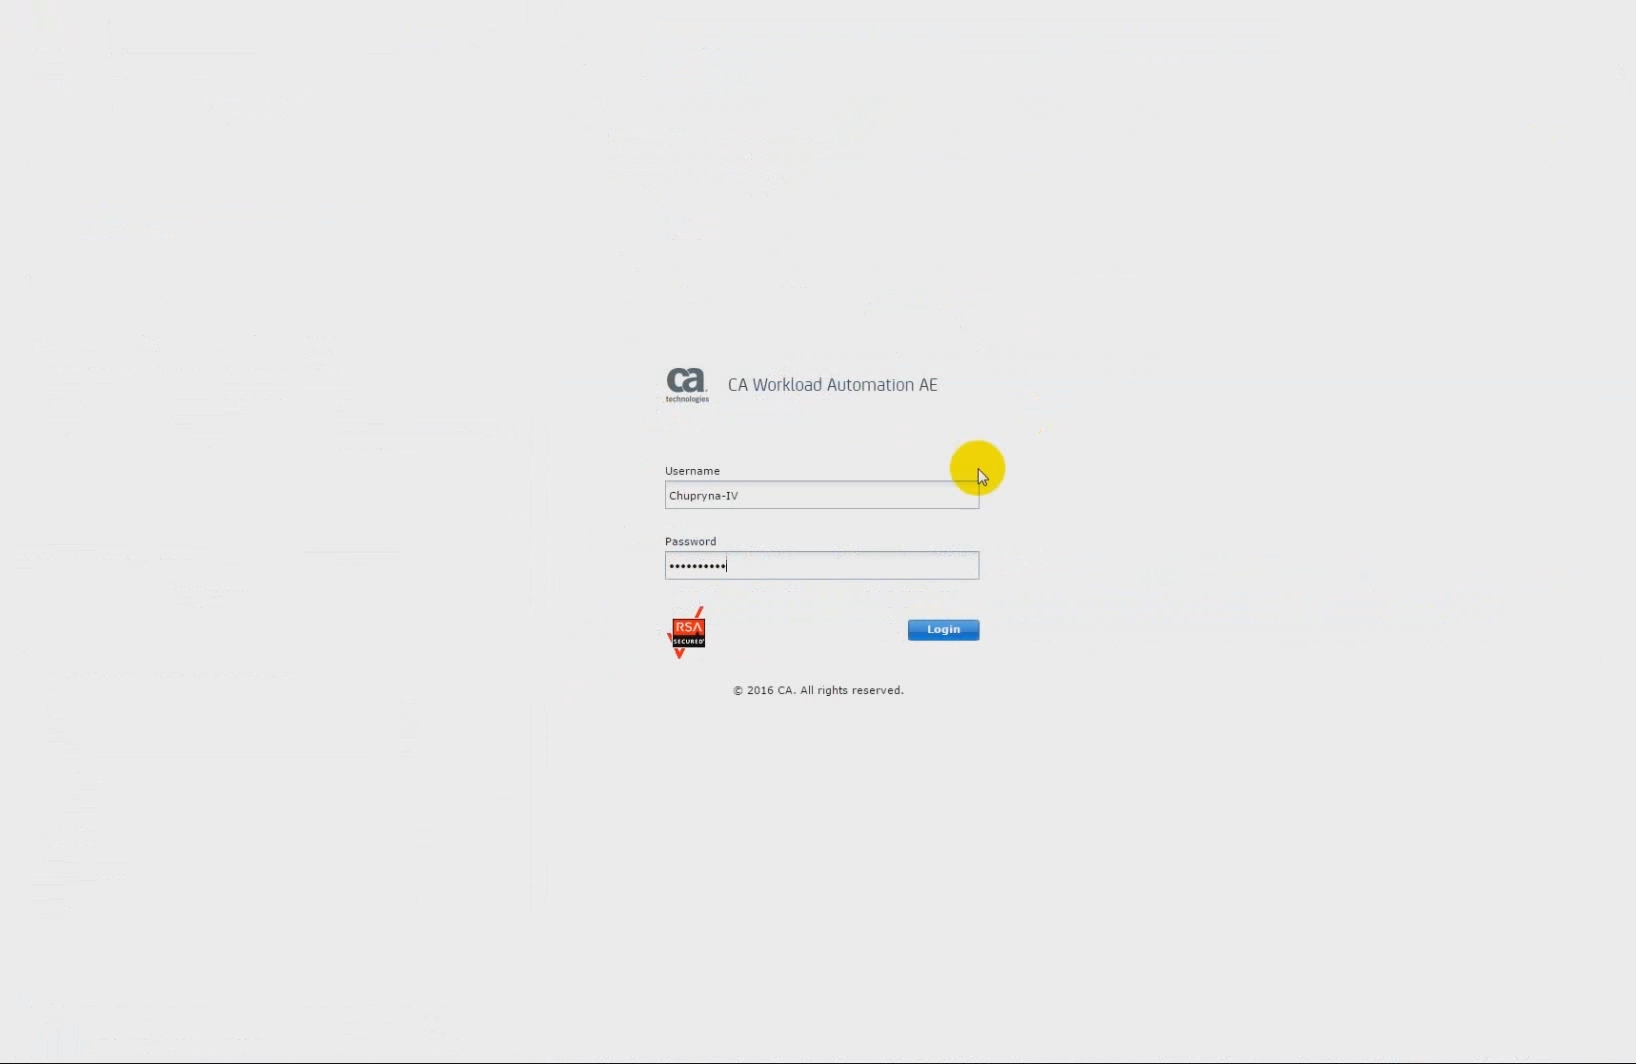 ca
technologies
CA Workload Automation AE
Username
Chupryna-IV
Password
••••••••••
RSA
SECURED
Login
© 2016 CA. All rights reserved.